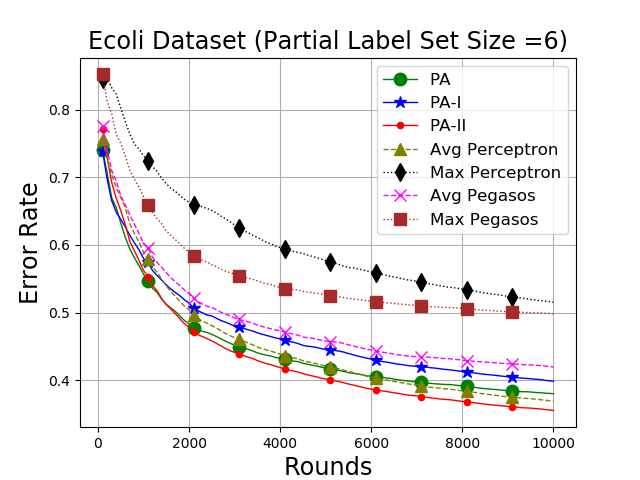 Ecoli Dataset (Partial Label Set Size =6)
PA
PA-I
PA-II
Avg Perceptron
Max Perceptron
Avg Pegasos
Max Pegasos
0.8
0.7
0.6
0.5
0.4
Error Rate
0 2000 4000 6000 8000 10000
Rounds